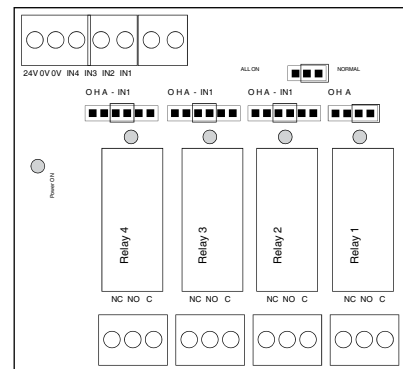 24V 0V 0V IN4 IN3 IN2 IN1
ALL ON NORMAL
O H A - IN1 O H A - IN1 O H A - IN1 O H A
Power ON
Relay 4 Relay 3 Relay 2 Relay 1
NC NO C NC NO C NC NO C NC NO C